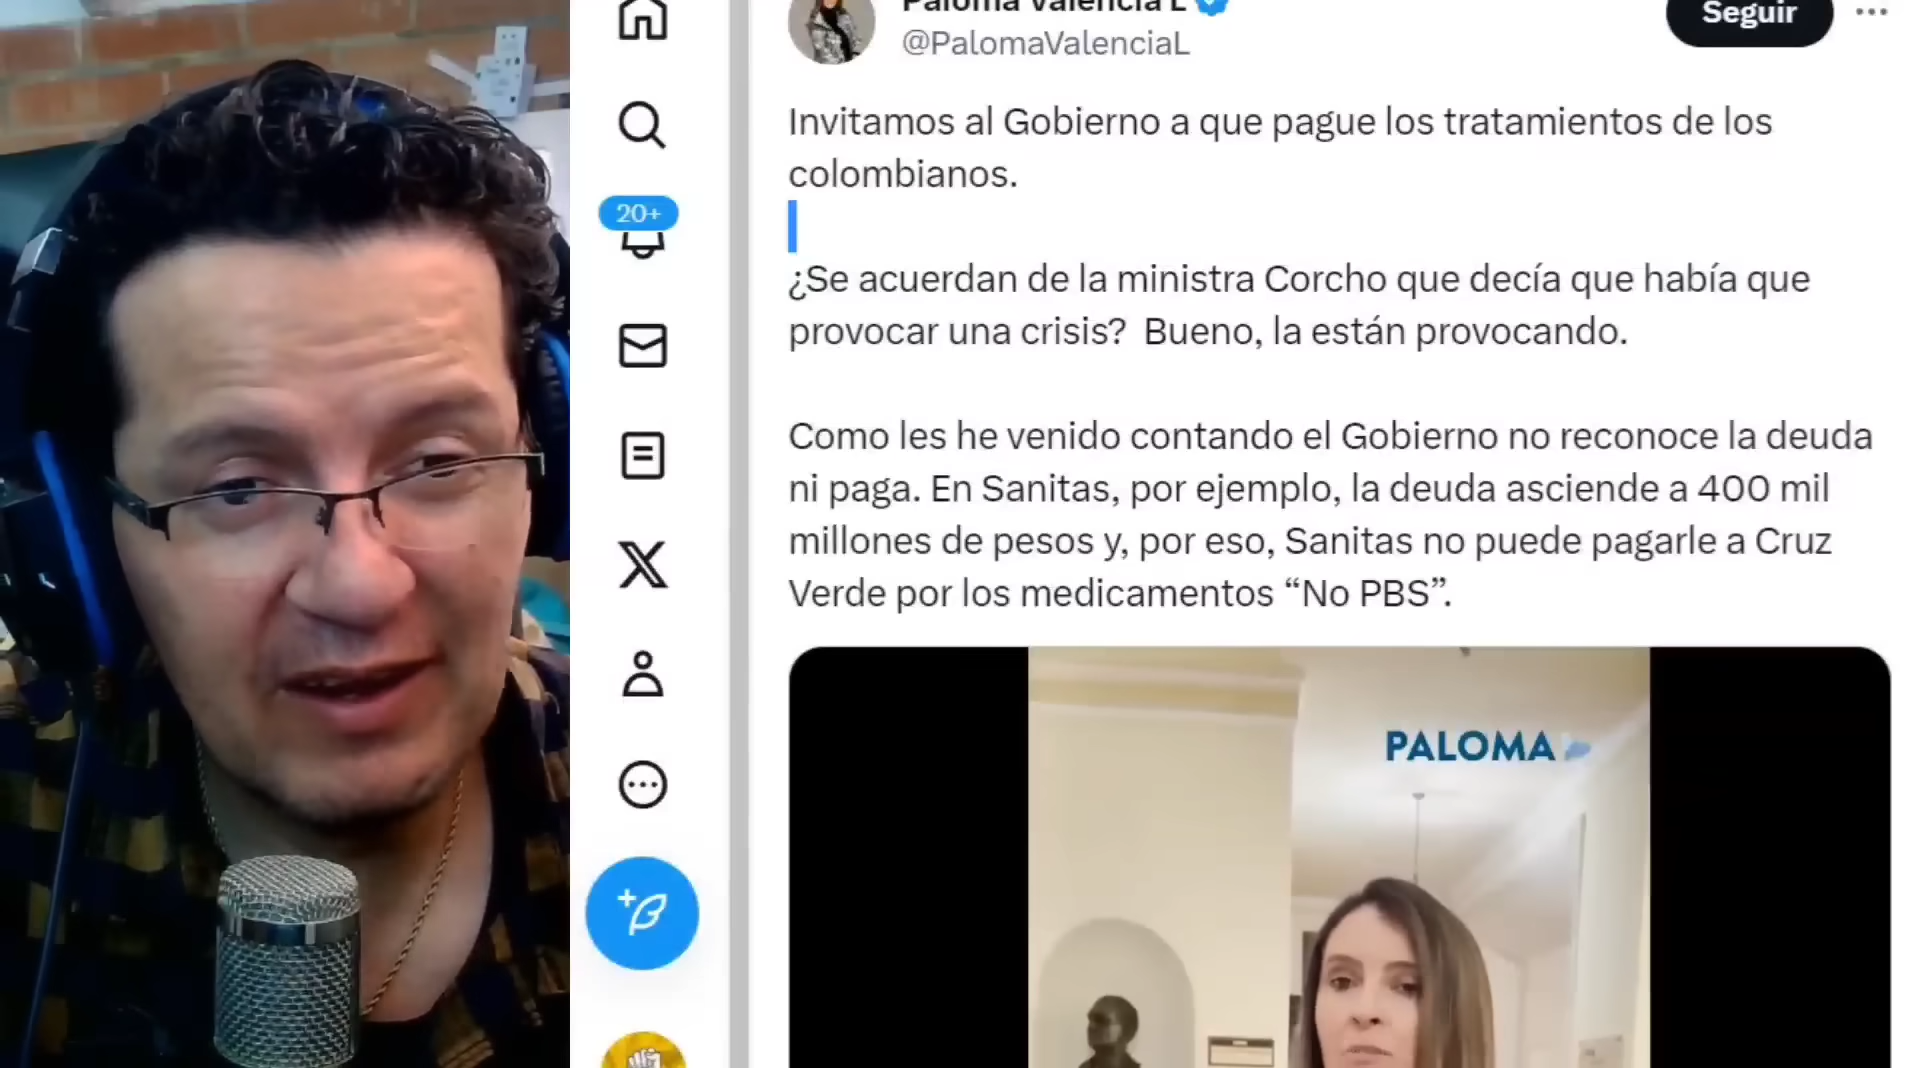 Paloma Valencia L
@PalomaValenciaL
Seguir
20+
Invitamos al Gobierno a que pague los tratamientos de los
colombianos.
¿Se acuerdan de la ministra Corcho que decía que había que
provocar una crisis?  Bueno, la están provocando.
Como les he venido contando el Gobierno no reconoce la deuda
ni paga. En Sanitas, por ejemplo, la deuda asciende a 400 mil
millones de pesos y, por eso, Sanitas no puede pagarle a Cruz
Verde por los medicamentos “No PBS”.
PALOMA